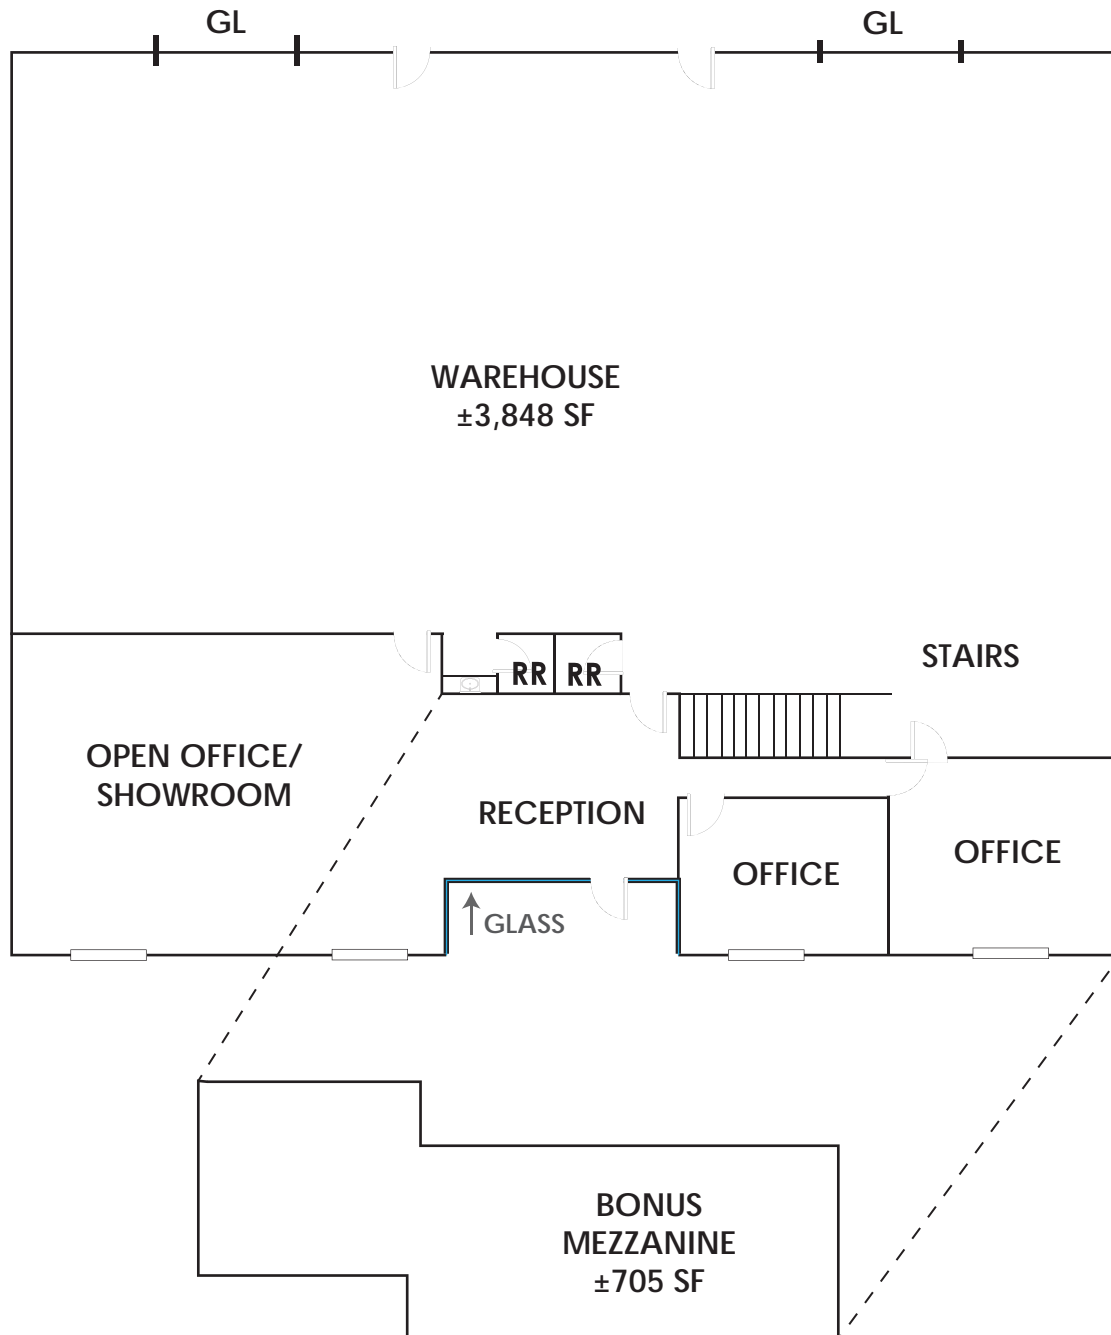 GL
GL
WAREHOUSE
±3,848 SF
STAIRS
RR
RR
OPEN OFFICE/
SHOWROOM
RECEPTION
OFFICE
OFFICE
GLASS
BONUS
MEZZANINE
±705 SF